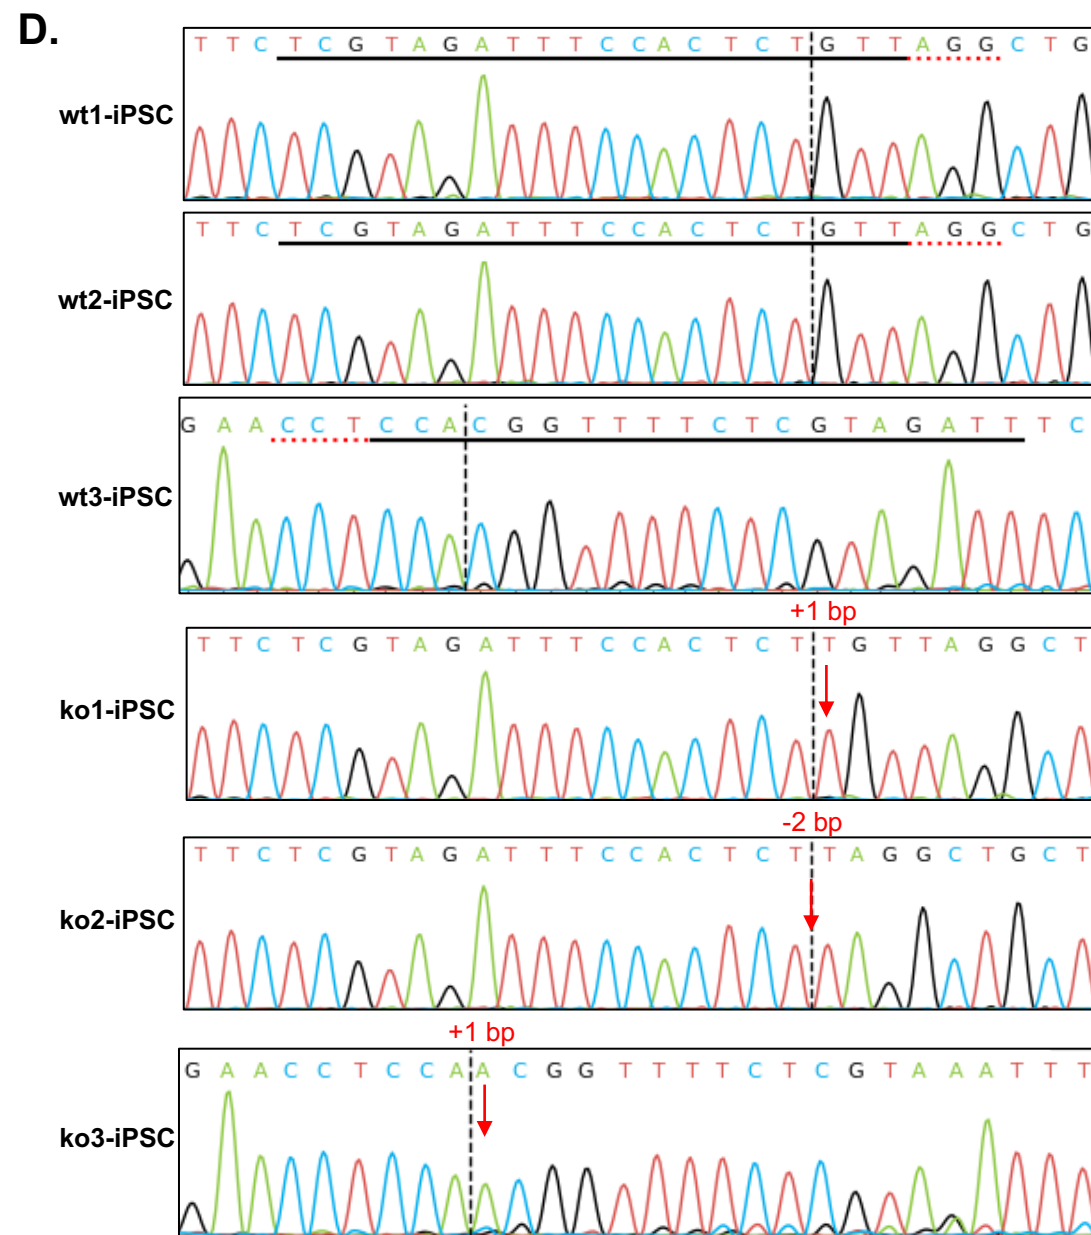 D.
T T C T C G T A G A T T T C C A C T C T G T T A G G C T G
wt1-iPSC
T T C T C G T A G A T T T C C A C T C T G T T A G G C T G
wt2-iPSC
G A A C C T C C A C G G T T T T C T C G T A G A T T T C
wt3-iPSC
+1 bp
T T C T C G T A G A T T T C C A C T C T T G T T A G G C T
ko1-iPSC
-2 bp
T T C T C G T A G A T T T C C A C T C T T A G G C T G C T
ko2-iPSC
+1 bp
G A A C C T C C A A C G G T T T T C T C G T A A A T T T
ko3-iPSC